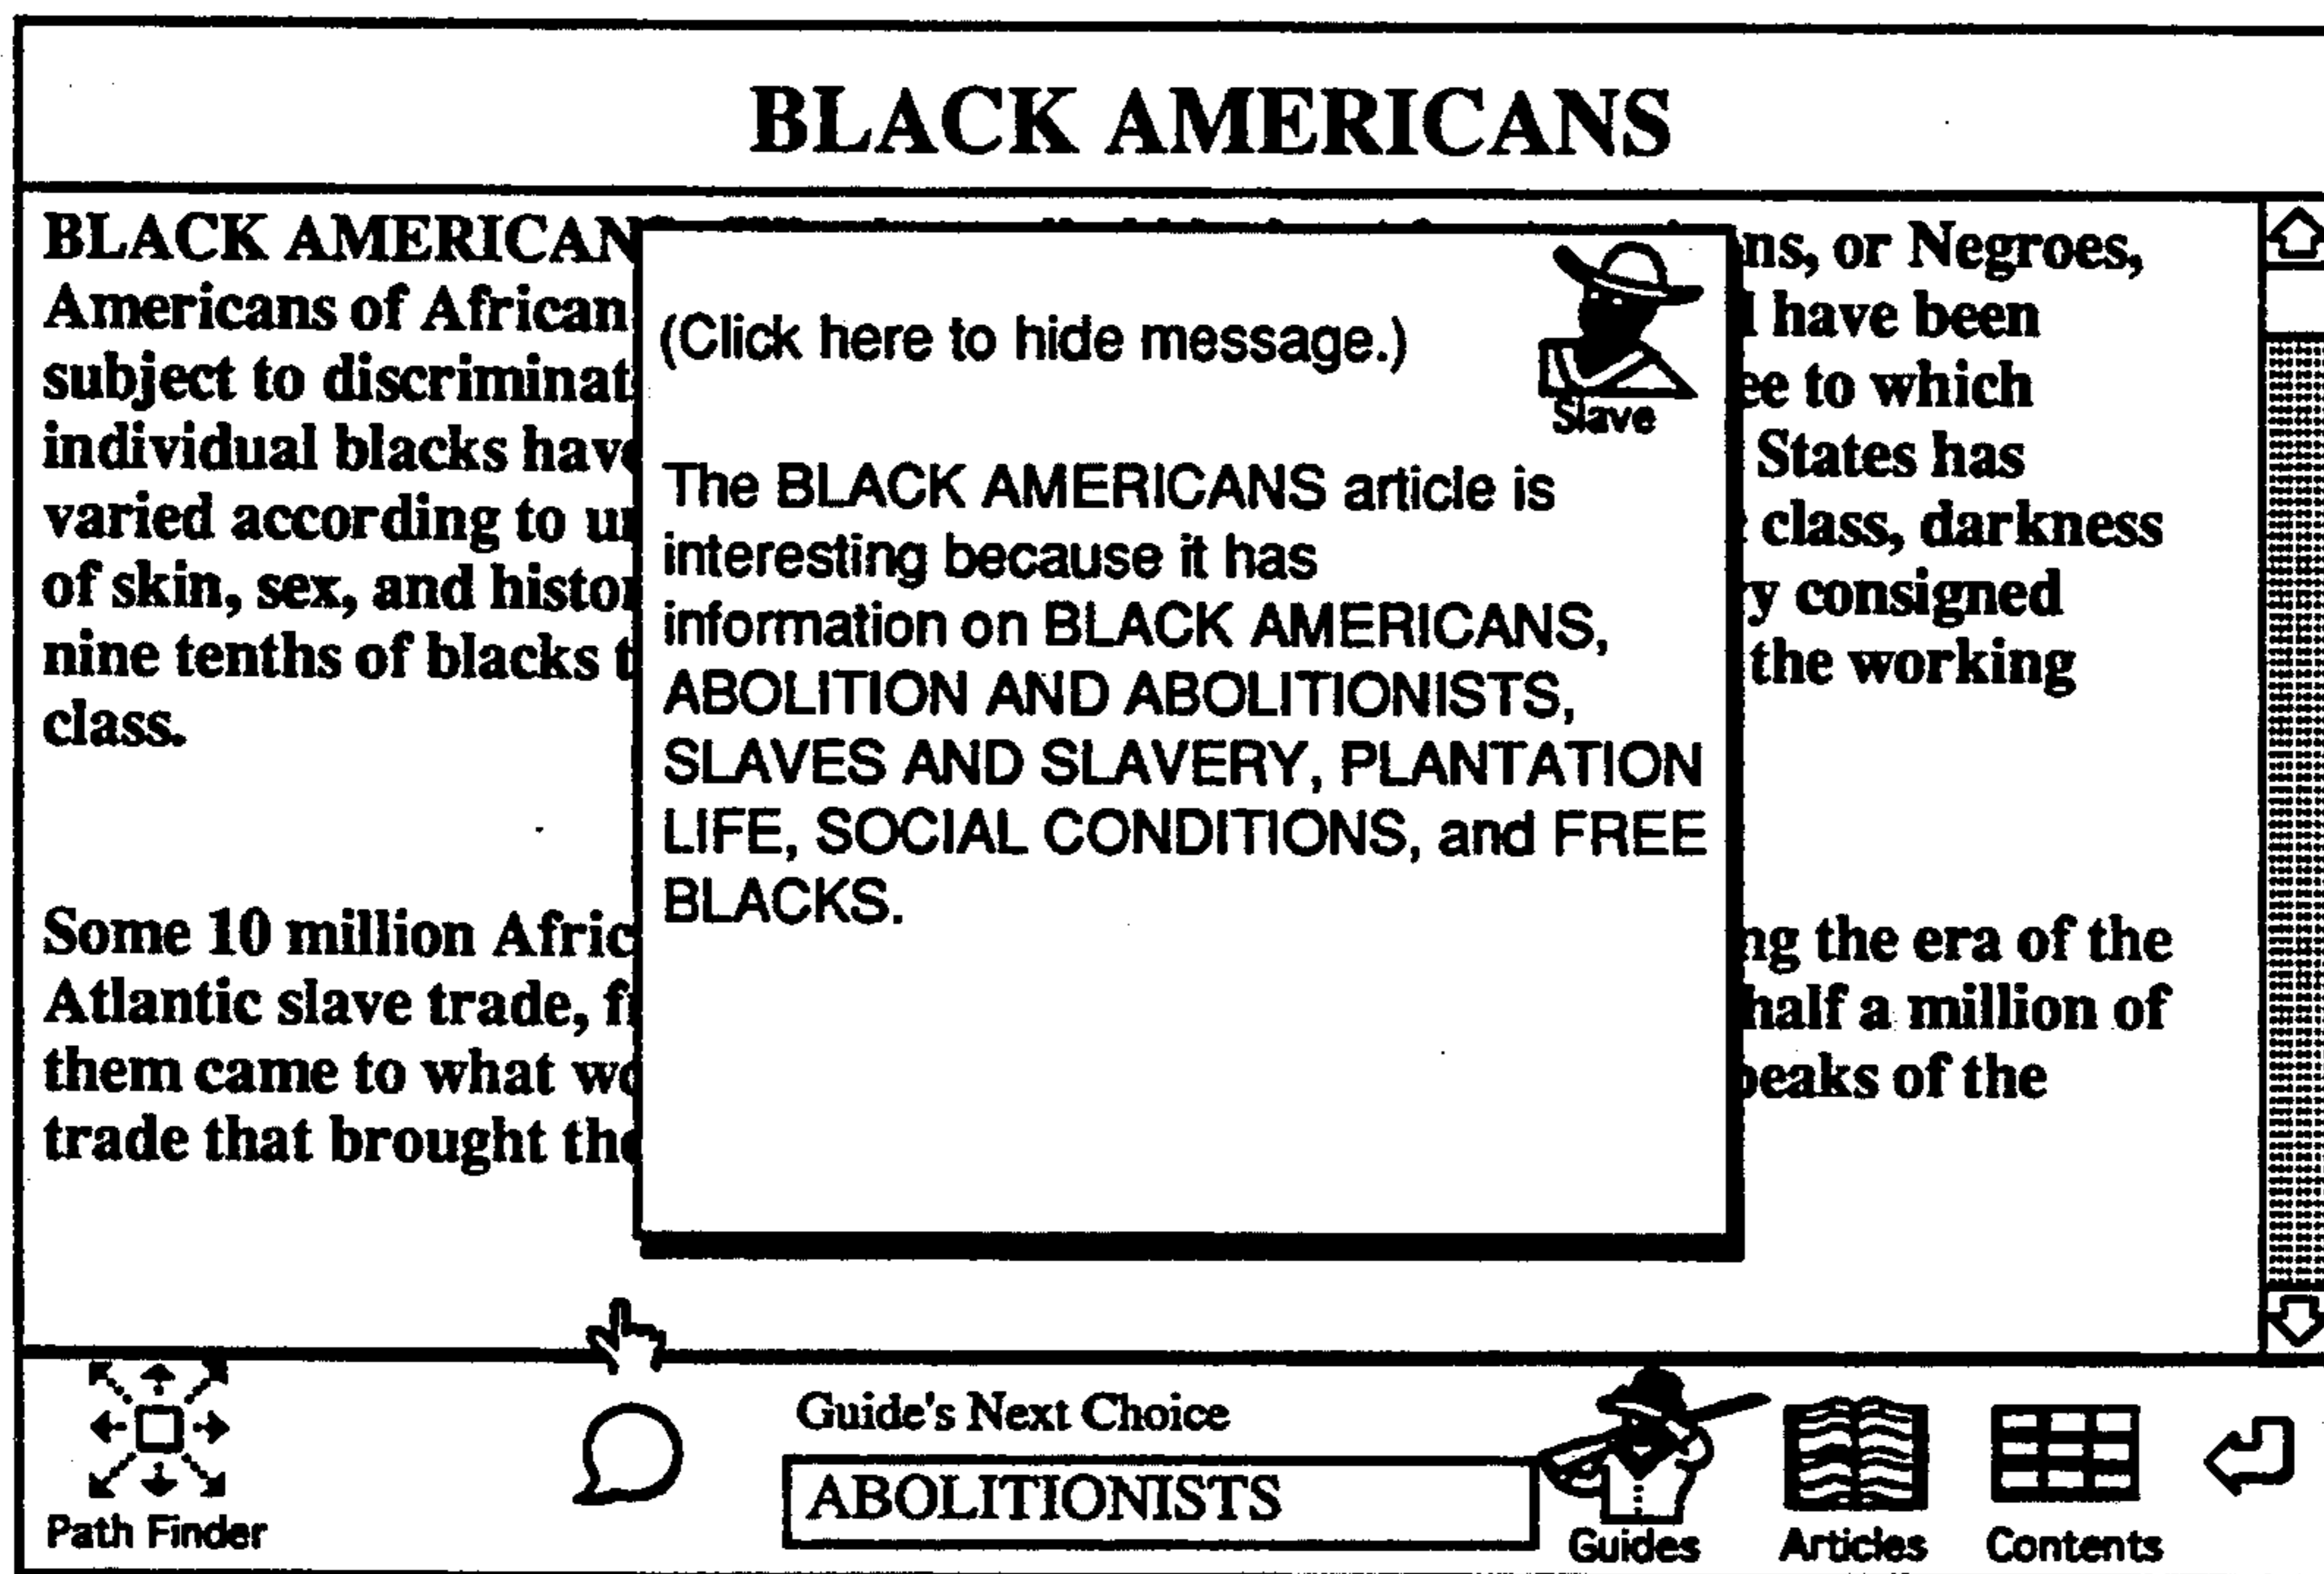 BLACK AMERICANS
BLACK AMERICAN ns, or Negroes,
Americans of African have been
subject to discriminat ee to which
individual blacks have States has
varied according to class, darkness
of skin, sex, and histor y consigned
nine tenths of blacks t the working
class.
Some 10 million Afric ng the era of the
Atlantic slave trade, half a million of
them came to what eaks of the
trade that brought
(Click here to hide message.)
Slave
The BLACK AMERICANS article is
interesting because it has
information on BLACK AMERICANS,
ABOLITION AND ABOLITIONISTS,
SLAVES AND SLAVERY, PLANTATION
LIFE, SOCIAL CONDITIONS, and FREE
BLACKS.
Path Finder
Guide's Next Choice
ABOLITIONISTS
Guides
Articles
Contents